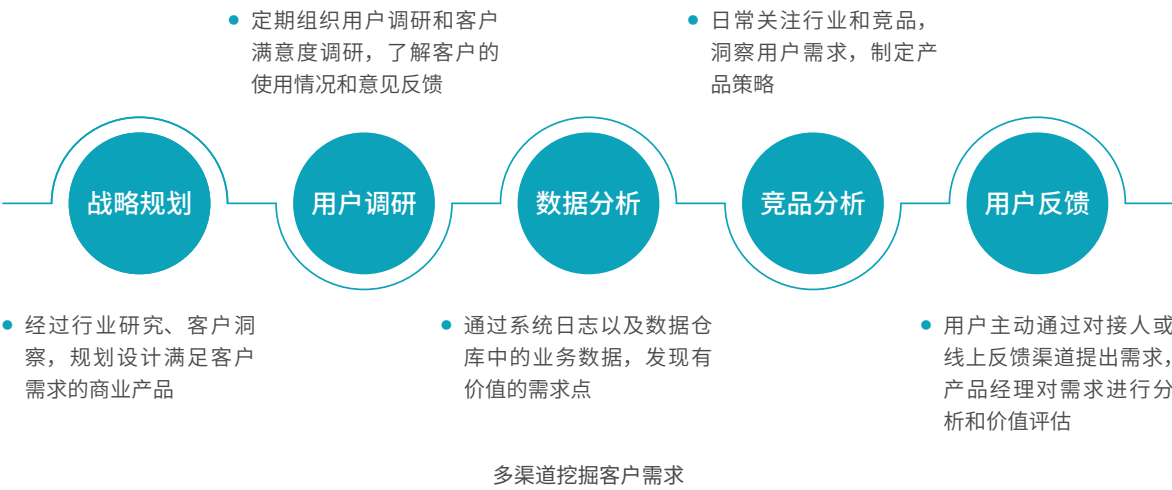 定期组织用户调研和客户
满意度调研，了解客户的
使用情况和意见反馈
日常关注行业和竞品，
洞察用户需求，制定产
品策略
战略规划
用户调研
数据分析
竞品分析
用户反馈
经过行业研究、客户洞
察，规划设计满足客户
需求的商业产品
通过系统日志以及数据仓
库中的业务数据，发现有
价值的需求点
用户主动通过对接人或
线上反馈渠道提出需求，
产品经理对需求进行分
析和价值评估
多渠道挖掘客户需求